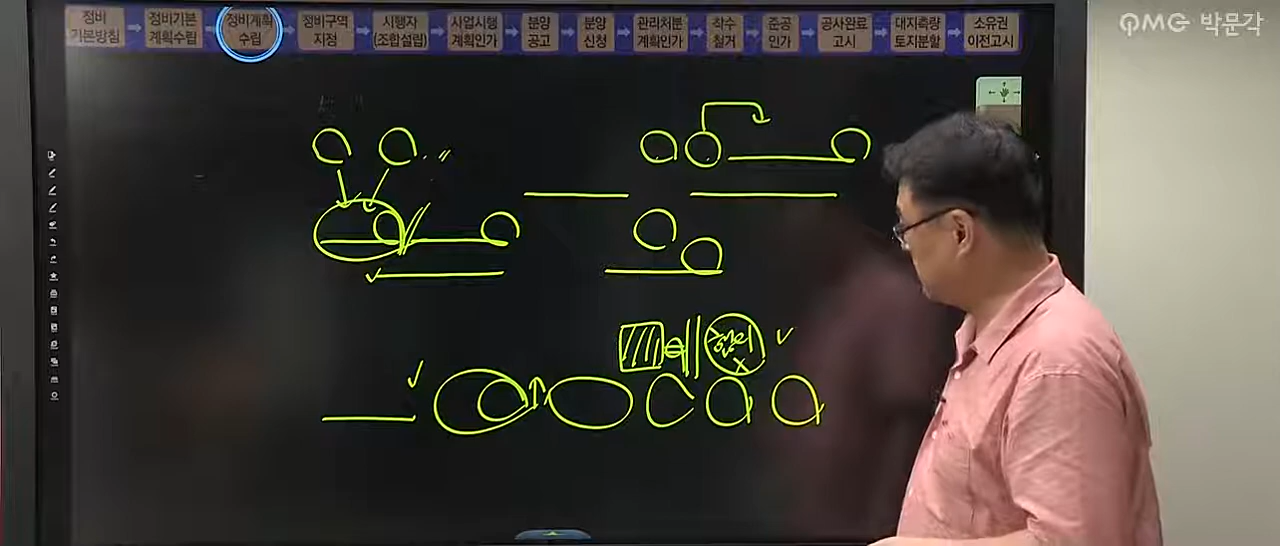 정비
기본방침
정비기본
계획수립
정비계획
수립
정비구역
지정
시행자
(조합설립)
사업시행
계획인가
분양
공고
분양
신청
관리처분
계획인가
착수
철거
준공
인가
공사완료
고시
대지측량
토지분할
소유권
이전고시
QMG 박문각